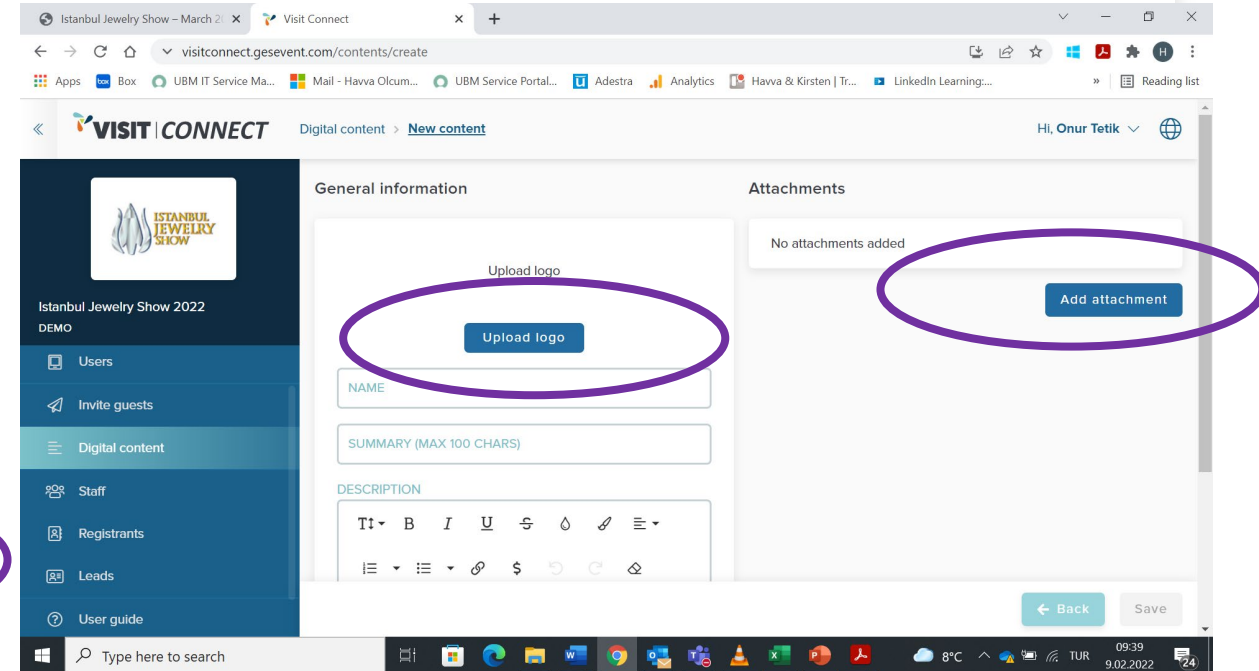 Istanbul Jewelry Show – March 2
Visit Connect
visitconnect.gesevent.com/contents/create
Apps
Box
UBM IT Service Ma...
Mail - Havva Olcum...
UBM Service Portal...
Adestra
Analytics
Havva & Kirsten | Tr...
LinkedIn Learning:...
»
Reading list
« VISIT | CONNECT
Digital content > New content
Hi, Onur Tetik
General information
Attachments
ISTANBUL
JEWELRY
SHOW
No attachments added
Upload logo
Add attachment
Istanbul Jewelry Show 2022
DEMO
Upload logo
Users
NAME
Invite guests
SUMMARY (MAX 100 CHARS)
Digital content
DESCRIPTION
Staff
B I U S
Registrants
$
Leads
Back
Save
User guide
Type here to search
8°C
TUR
09:39
9.02.2022
24